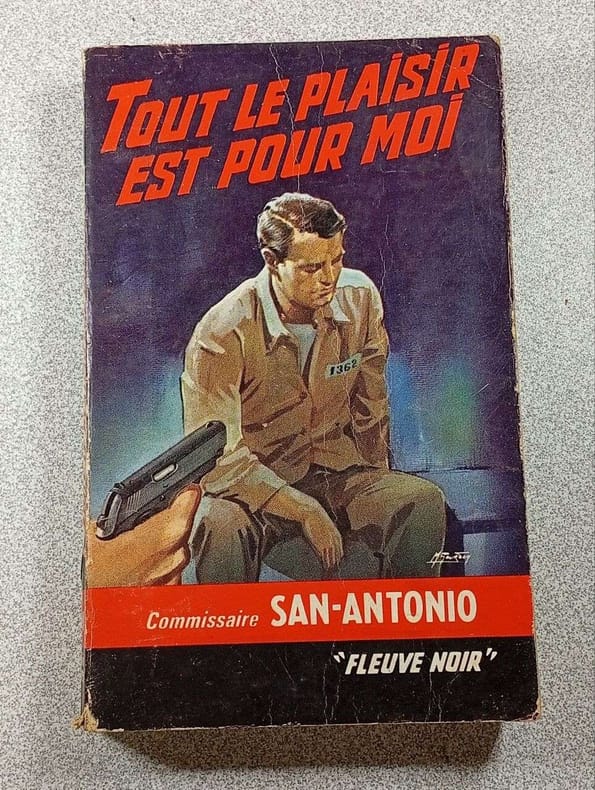 TOUT LE PLAISIR
EST POUR MOI
1362
Commissaire SAN-ANTONIO
"FLEUVE NOIR"